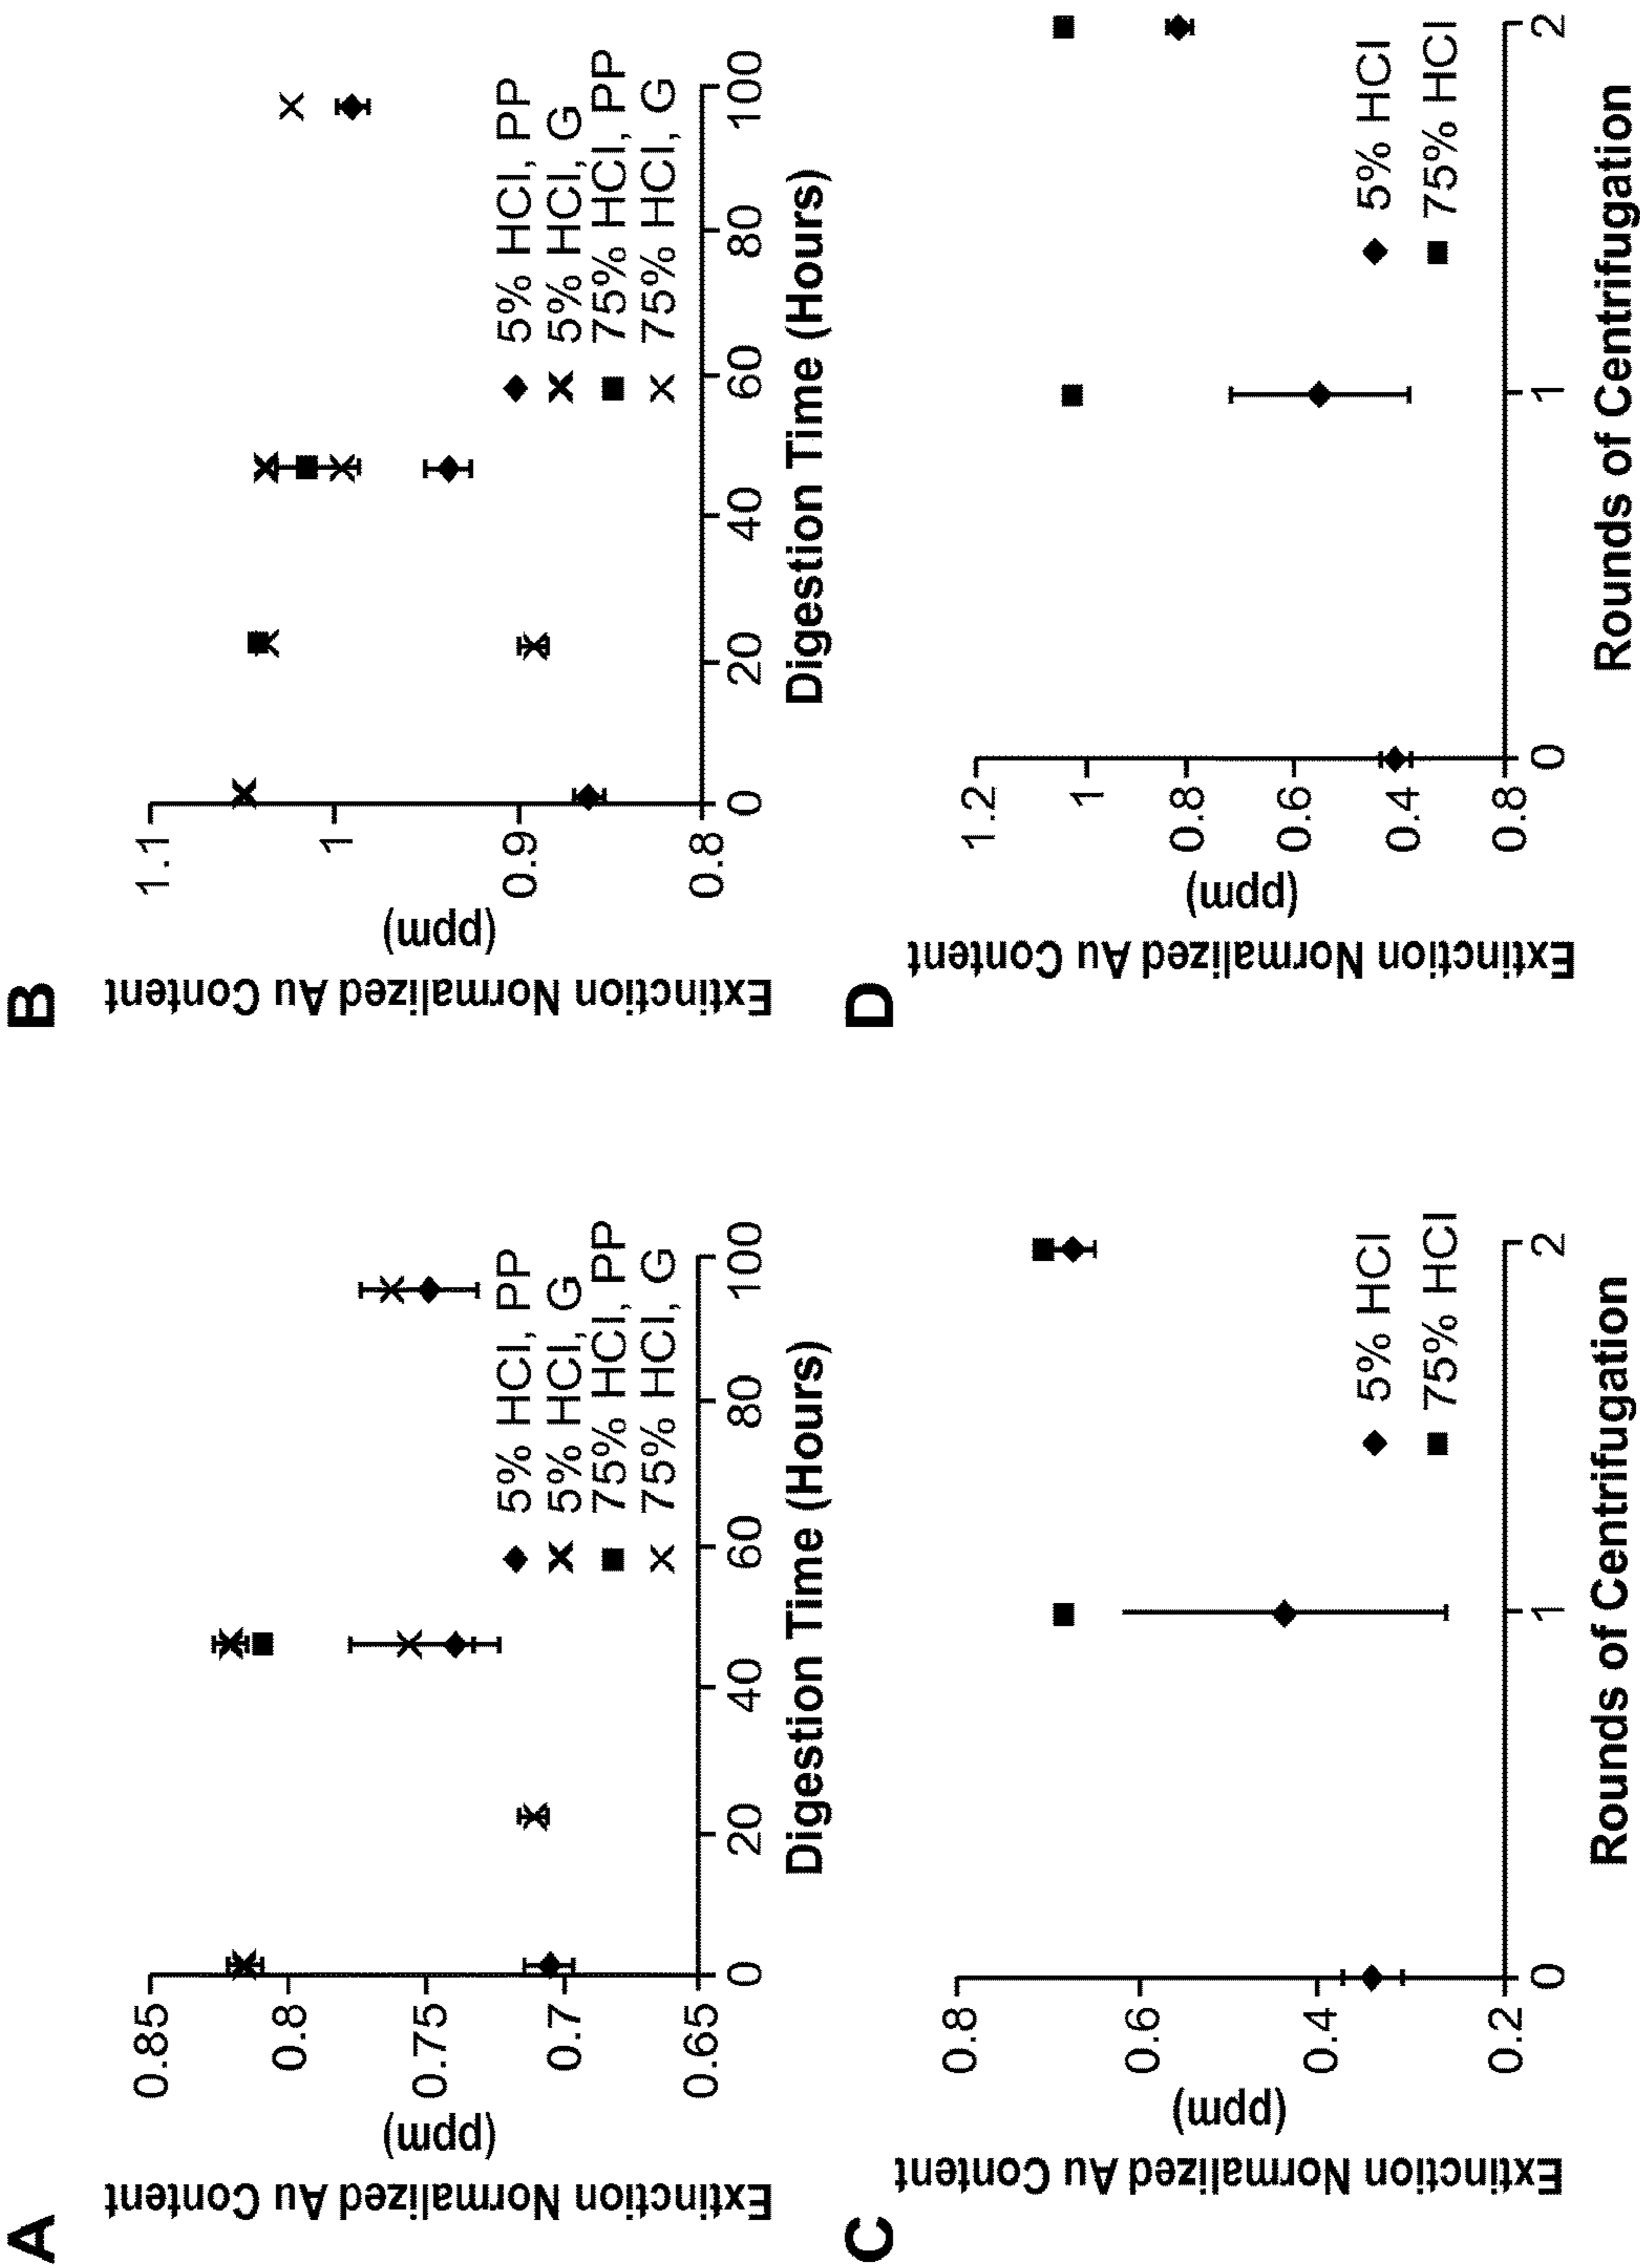 A
Extinction Normalized Au Content
(ppm)
0.85
0.8
0.75
0.7
0.65
0
20
40
60
80
100
Digestion Time (Hours)
5% HCl, PP
5% HCl, G
75% HCl, PP
75% HCl, G
B
Extinction Normalized Au Content
(ppm)
1.1
1
0.9
0.8
0
20
40
60
80
100
Digestion Time (Hours)
5% HCl, PP
5% HCl, G
75% HCl, PP
75% HCl, G
C
Extinction Normalized Au Content
(ppm)
0.8
0.6
0.4
0.2
0
1
2
Rounds of Centrifugation
5% HCl
75% HCl
D
Extinction Normalized Au Content
(ppm)
1.2
1
0.8
0.6
0.4
0.8
0
1
2
Rounds of Centrifugation
5% HCl
75% HCl